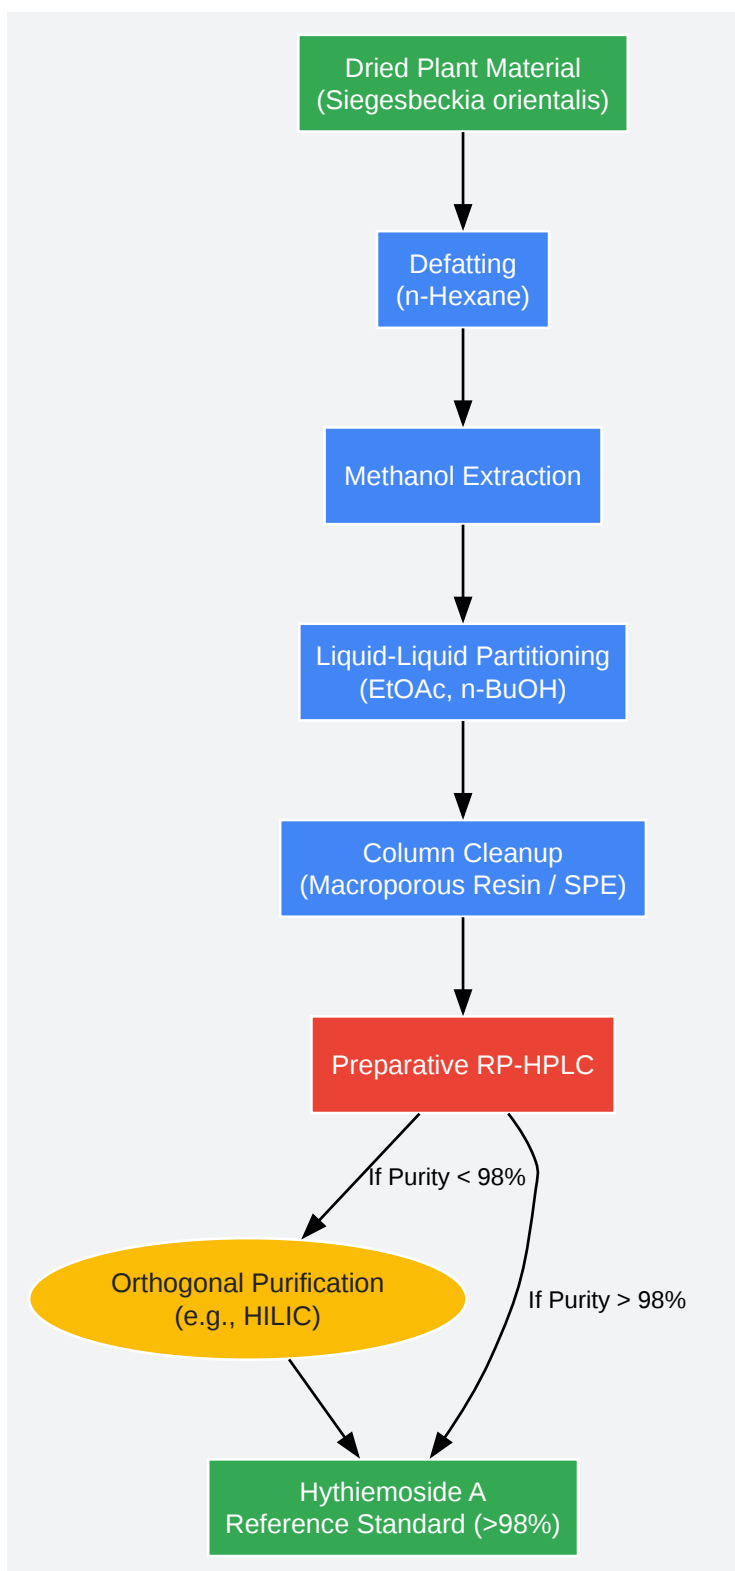 Dried Plant Material
(Siegesbeckia orientalis)
Defatting
(n-Hexane)
Methanol Extraction
Liquid-Liquid Partitioning
(EtOAc, n-BuOH)
Column Cleanup
(Macroporous Resin / SPE)
Preparative RP-HPLC
If Purity < 98%
Orthogonal Purification
(e.g., HILIC)
If Purity > 98%
Hythiemoside A
Reference Standard (>98%)